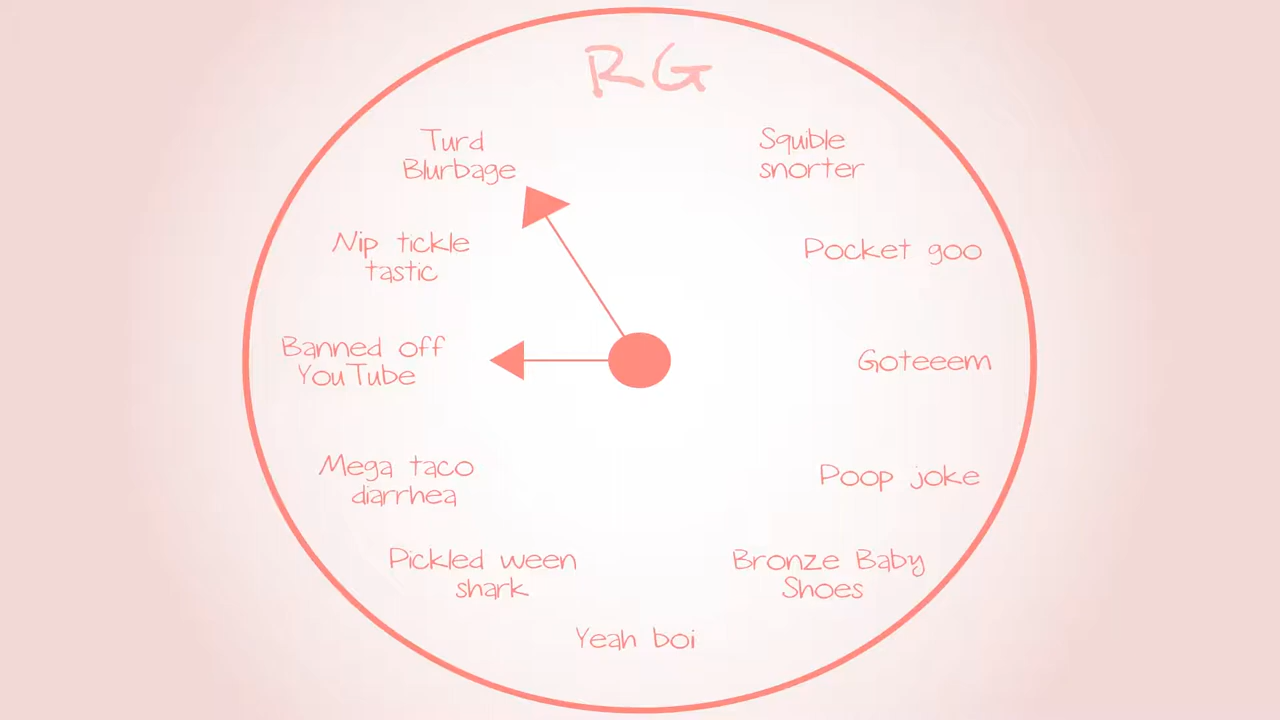 RG
Squible
snorter
Pocket goo
Goteeem
Poop joke
Bronze Baby
Shoes
Yeah boi
Pickled ween
shark
Mega taco
diarrhea
Banned off
YouTube
Nip tickle
tastic
Turd
Blurbage